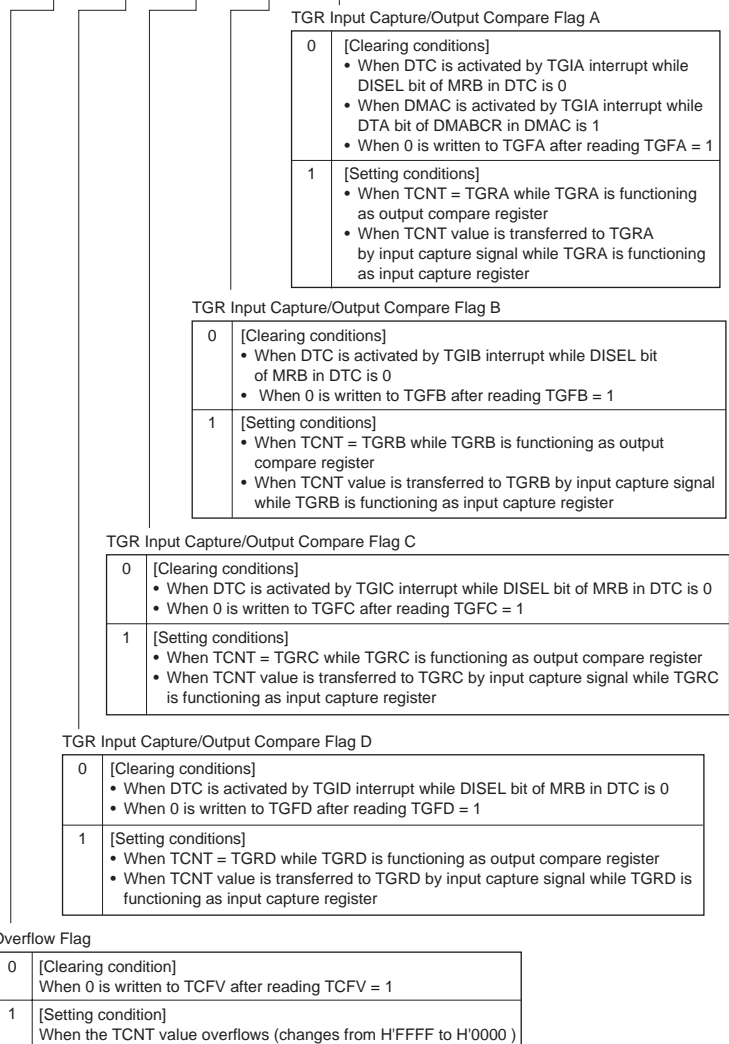 TGR Input Capture/Output Compare Flag A
0 [Clearing conditions]
• When DTC is activated by TGIA interrupt while
DISEL bit of MRB in DTC is 0
• When DMAC is activated by TGIA interrupt while
DTA bit of DMABCR in DMAC is 1
• When 0 is written to TGFA after reading TGFA = 1
1 [Setting conditions]
• When TCNT = TGRA while TGRA is functioning
as output compare register
• When TCNT value is transferred to TGRA
by input capture signal while TGRA is functioning
as input capture register
TGR Input Capture/Output Compare Flag B
0 [Clearing conditions]
• When DTC is activated by TGIB interrupt while DISEL bit
of MRB in DTC is 0
• When 0 is written to TGFB after reading TGFB = 1
1 [Setting conditions]
• When TCNT = TGRB while TGRB is functioning as output
compare register
• When TCNT value is transferred to TGRB by input capture signal
while TGRB is functioning as input capture register
TGR Input Capture/Output Compare Flag C
0 [Clearing conditions]
• When DTC is activated by TGIC interrupt while DISEL bit of MRB in DTC is 0
• When 0 is written to TGFC after reading TGFC = 1
1 [Setting conditions]
• When TCNT = TGRC while TGRC is functioning as output compare register
• When TCNT value is transferred to TGRC by input capture signal while TGRC
is functioning as input capture register
TGR Input Capture/Output Compare Flag D
0 [Clearing conditions]
• When DTC is activated by TGID interrupt while DISEL bit of MRB in DTC is 0
• When 0 is written to TGFD after reading TGFD = 1
1 [Setting conditions]
• When TCNT = TGRD while TGRD is functioning as output compare register
• When TCNT value is transferred to TGRD by input capture signal while TGRD is
functioning as input capture register
Overflow Flag
0 [Clearing condition]
When 0 is written to TCFV after reading TCFV = 1
1 [Setting condition]
When the TCNT value overflows (changes from H'FFFF to H'0000 )